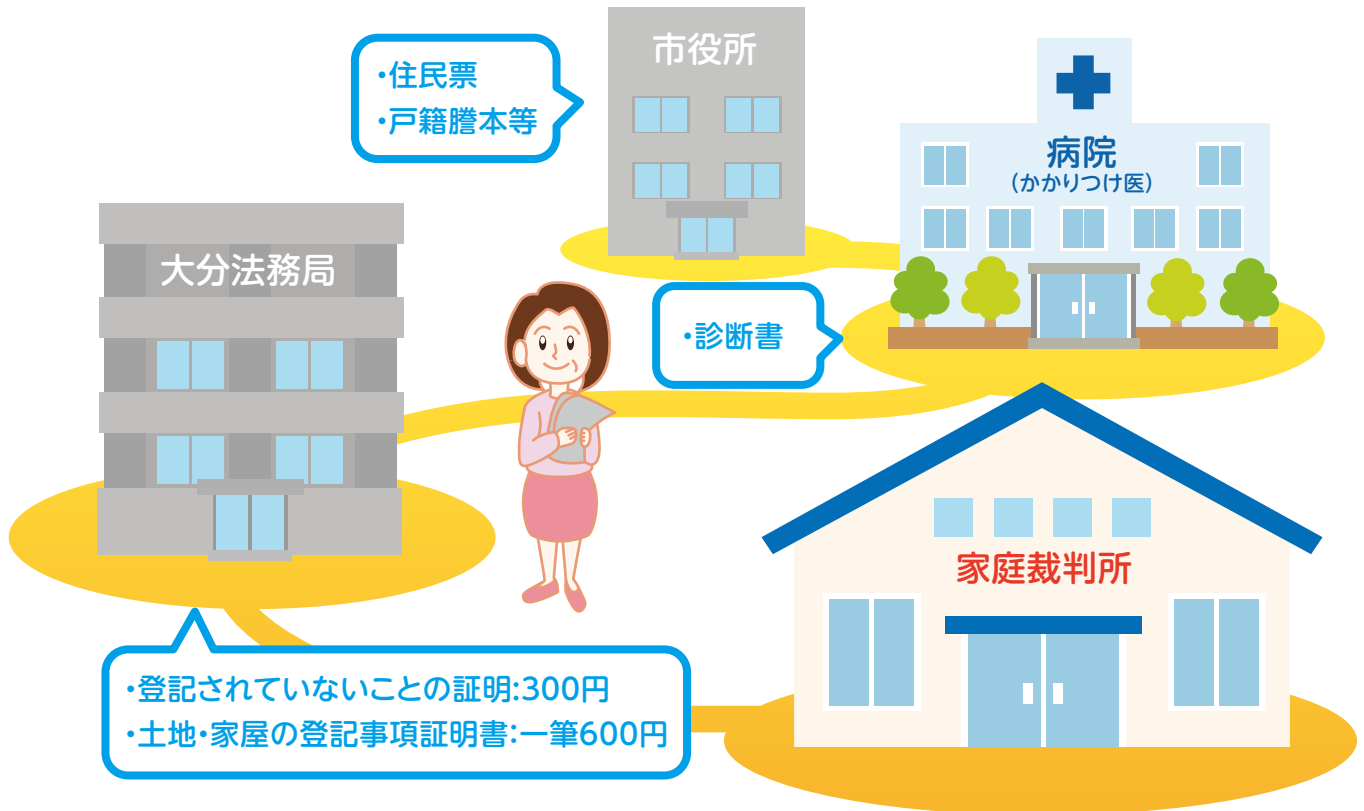 市役所
・住民票
・戸籍謄本等
病院
(かかりつけ医)
・診断書
大分法務局
・登記されていないことの証明:300円
・土地・家屋の登記事項証明書:一筆600円
家庭裁判所